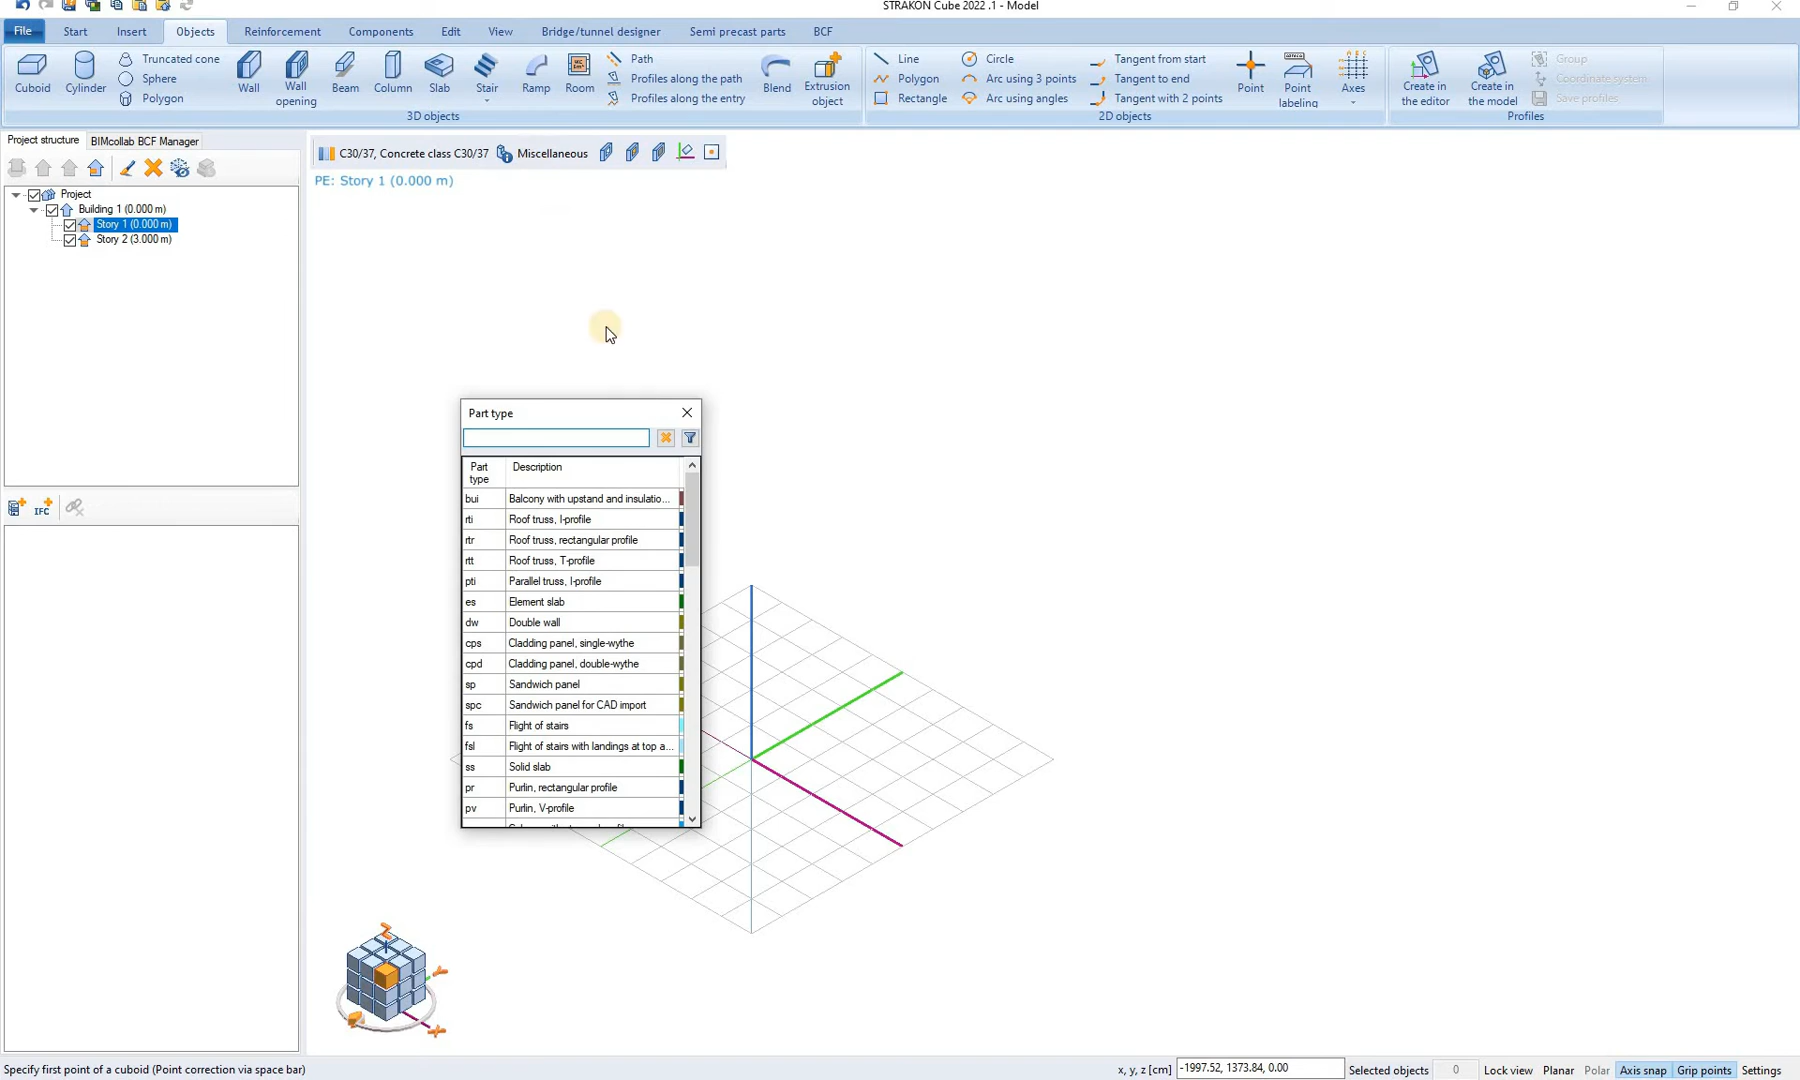 STRAKON Cube 2022 .1 - Model
File Start Insert Objects Reinforcement Components Edit View Bridge/tunnel designer Semi precast parts BCF
Cuboid
Cylinder
Truncated cone
Sphere
Polygon
Wall
Wall opening
Beam
Column
Slab
Stair
Ramp
Room
Path
Profiles along the path
Profiles along the entry
Blend
Extrusion object
3D objects
Line
Polygon
Rectangle
Circle
Arc using 3 points
Arc using angles
Tangent from start
Tangent to end
Tangent with 2 points
Point
Point labeling
Axes
2D objects
Create in the editor
Create in the model
Group
Coordinate system
Save profiles
Profiles
Project structure BIMcollab BCF Manager
Project
Building 1 (0.000 m)
Story 1 (0.000 m)
Story 2 (3.000 m)
IFC
C30/37, Concrete class C30/37 Miscellaneous
PE: Story 1 (0.000 m)
Part type
Part type Description
bui Balcony with upstand and insulatio...
rti Roof truss, I-profile
rtr Roof truss, rectangular profile
rtt Roof truss, T-profile
pti Parallel truss, I-profile
es Element slab
dw Double wall
cps Cladding panel, single-wythe
cpd Cladding panel, double-wythe
sp Sandwich panel
spc Sandwich panel for CAD import
fs Flight of stairs
fsl Flight of stairs with landings at top a...
ss Solid slab
pr Purlin, rectangular profile
pv Purlin, V-profile
Z
Y
X
Specify first point of a cuboid (Point correction via space bar) x, y, z [cm] -1997.52, 1373.84, 0.00 Selected objects 0 Lock view Planar Polar Axis snap Grip points Settings